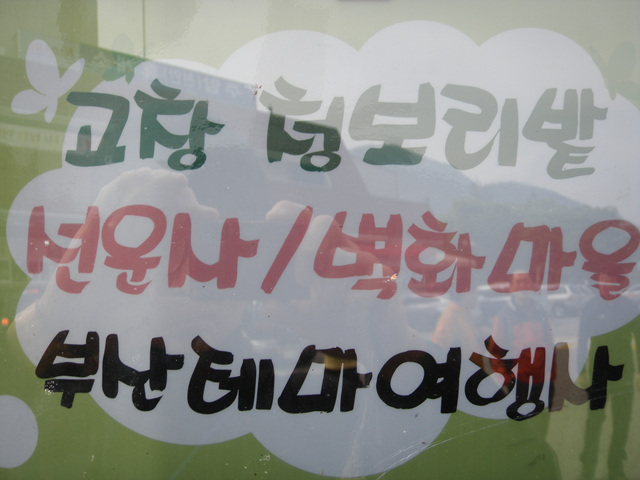 고창 청보리밭
선운사/벽화마을
부산테마여행사